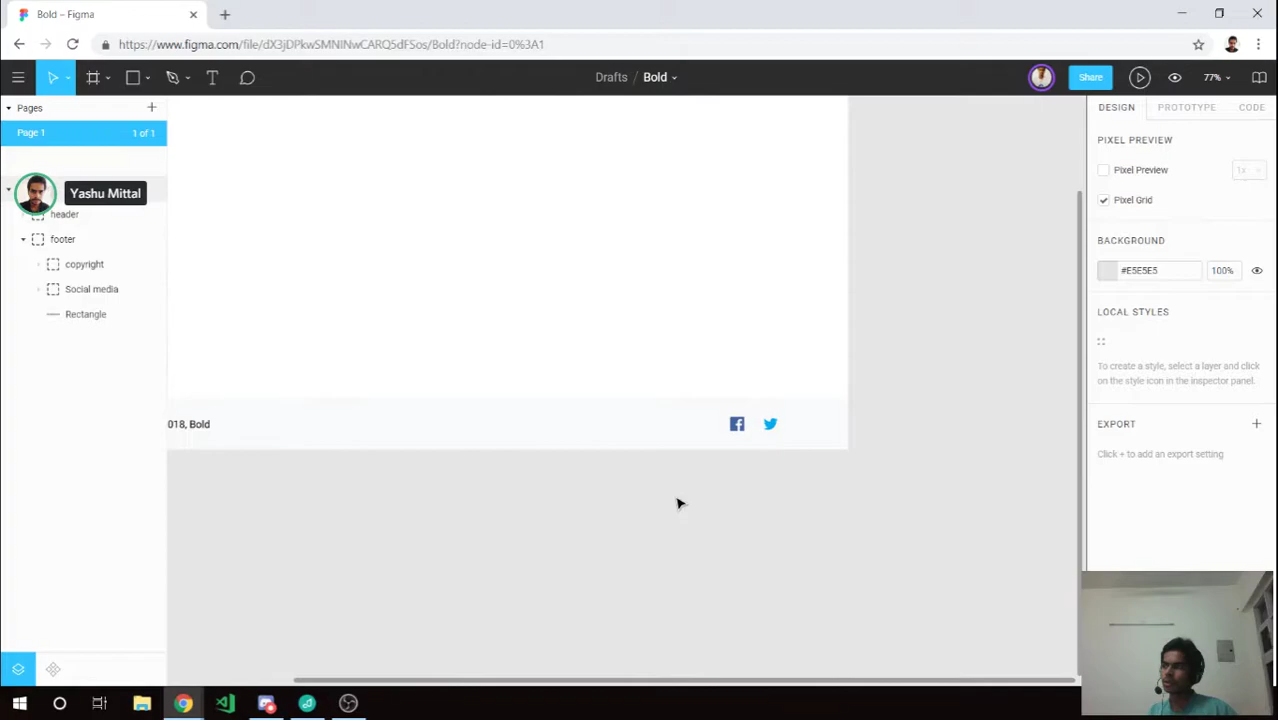 Bold – Figma
https://www.figma.com/file/dX3jDPkwSMNINwCARQ5dFSos/Bold?node-id=0%3A1
Drafts / Bold
Share
77%
Pages
Page 1
1 of 1
Yashu Mittal
header
footer
copyright
Social media
Rectangle
018, Bold
DESIGN
PROTOTYPE
CODE
PIXEL PREVIEW
Pixel Preview
1x
Pixel Grid
BACKGROUND
#E5E5E5
100%
LOCAL STYLES
To create a style, select a layer and click
on the style icon in the inspector panel.
EXPORT
Click + to add an export setting